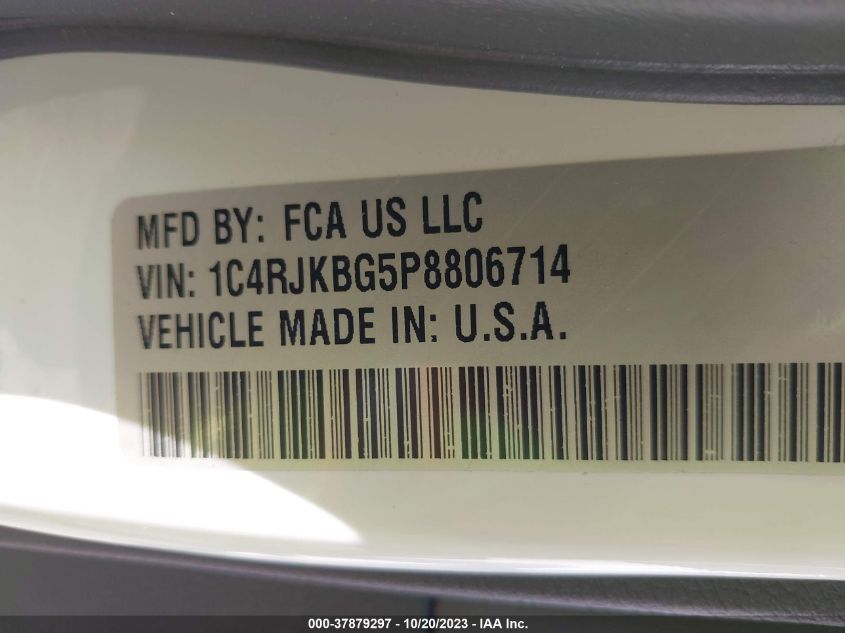 MFD BY: FCA US LLC
VIN: 1C4RJKBG5P8806714
VEHICLE MADE IN: U.S.A.
000-37879297 - 10/20/2023 - IAA Inc.